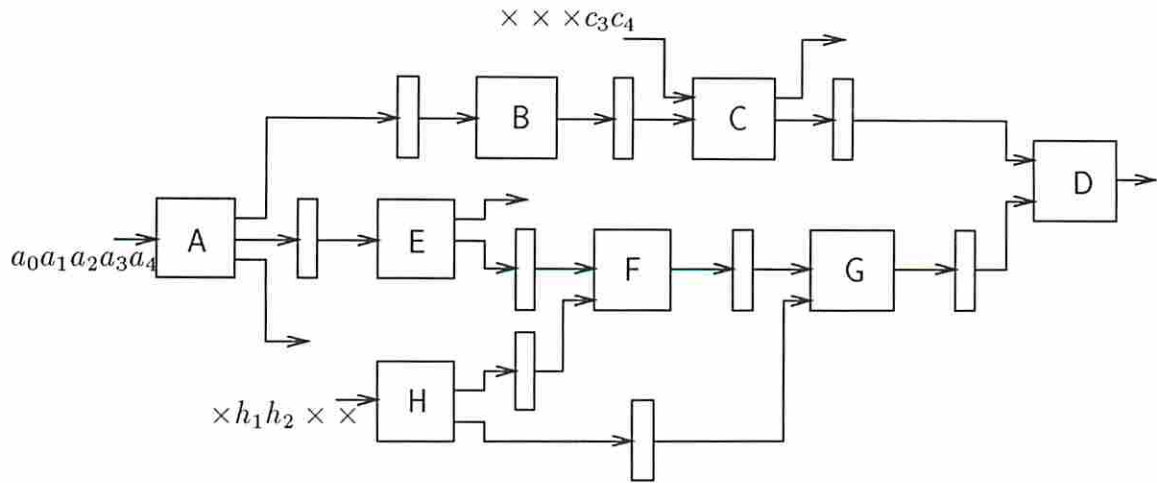 × × ×c₃c₄
B
C
D
A
E
a₀a₁a₂a₃a₄
F
G
H
×h₁h₂ × ×